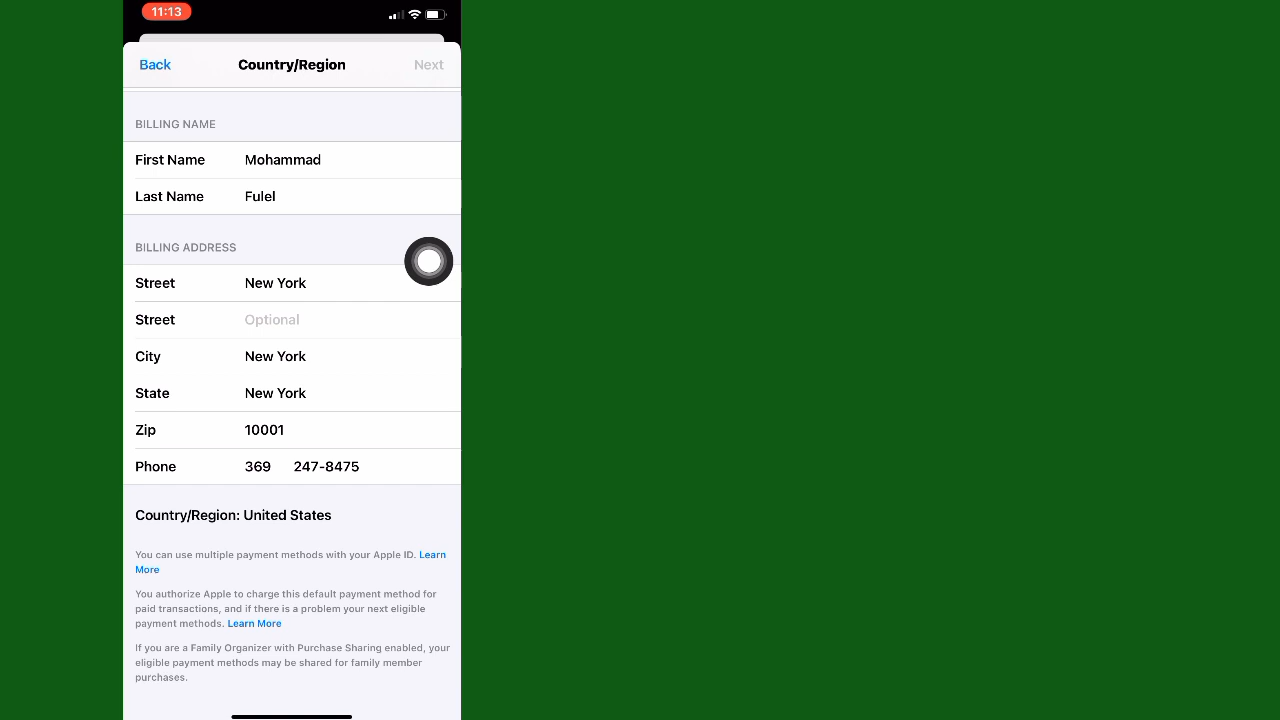 11:13
Back Country/Region Next
BILLING NAME
First Name Mohammad
Last Name Fulel
BILLING ADDRESS
Street New York
Street Optional
City New York
State New York
Zip 10001
Phone 369 247-8475
Country/Region: United States
You can use multiple payment methods with your Apple ID. Learn
More
You authorize Apple to charge this default payment method for
paid transactions, and if there is a problem your next eligible
payment methods. Learn More
If you are a Family Organizer with Purchase Sharing enabled, your
eligible payment methods may be shared for family member
purchases.